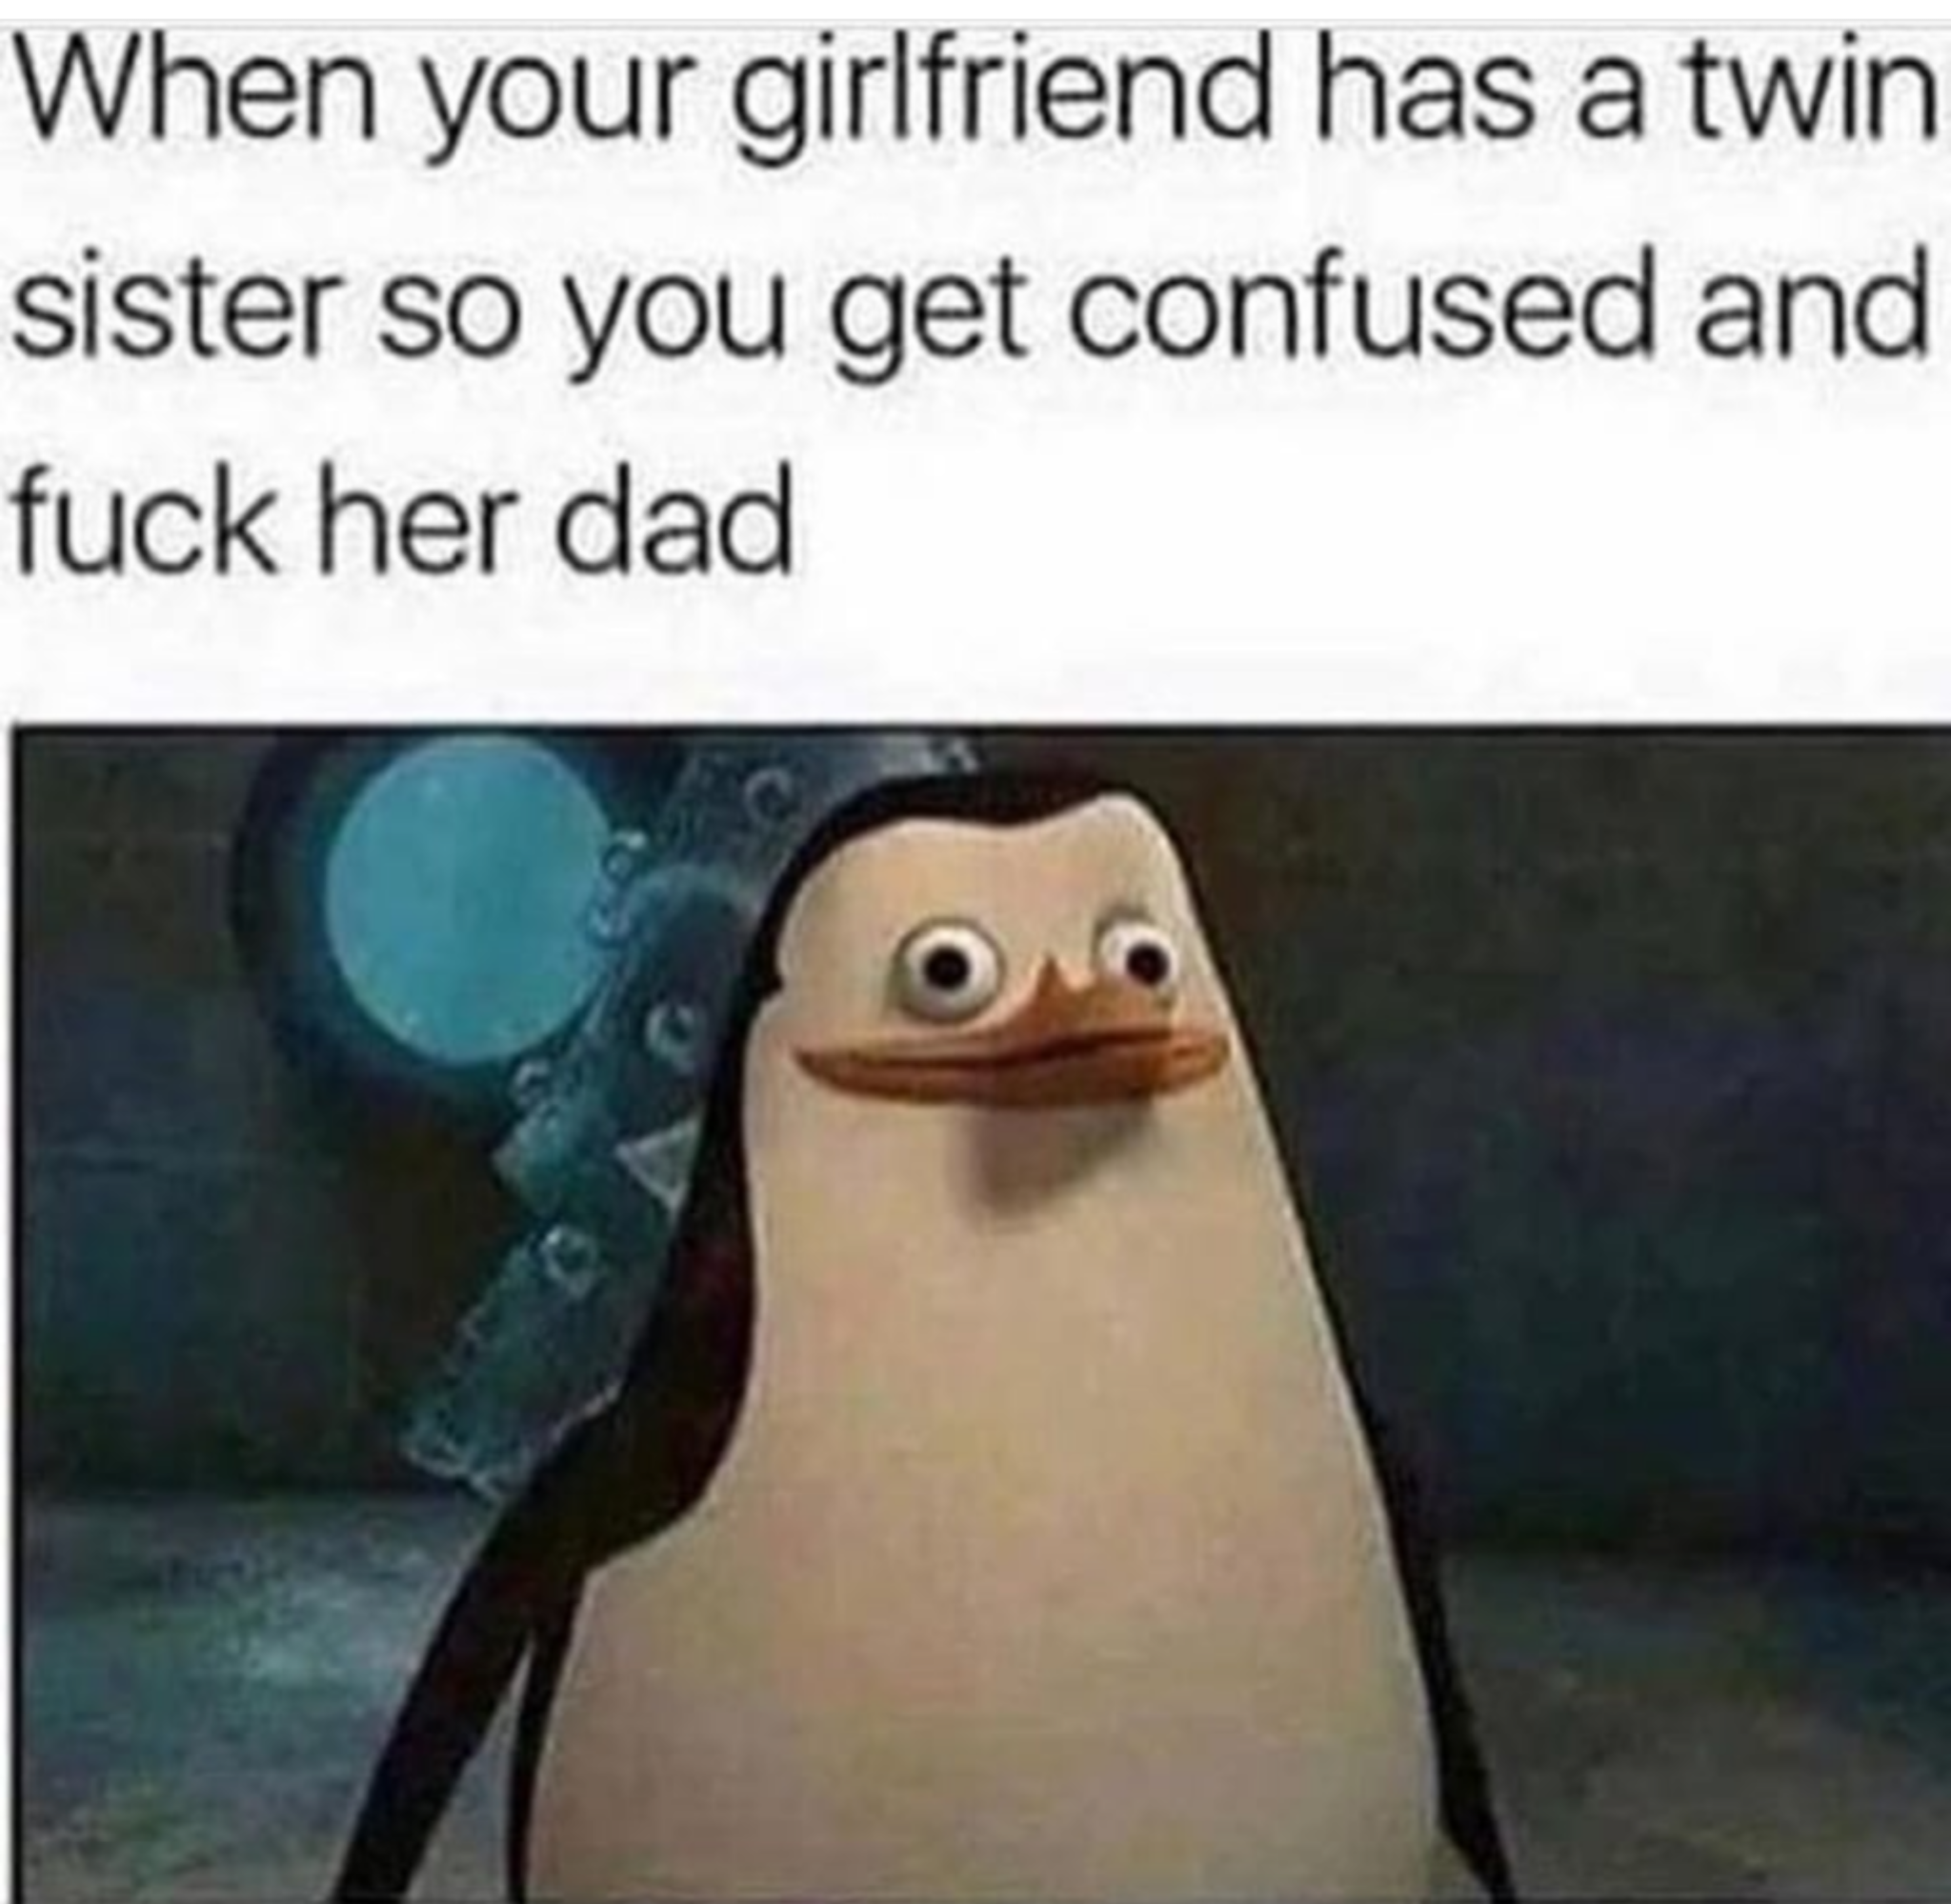 When your girlfriend has a twin
sister so you get confused and
fuck her dad